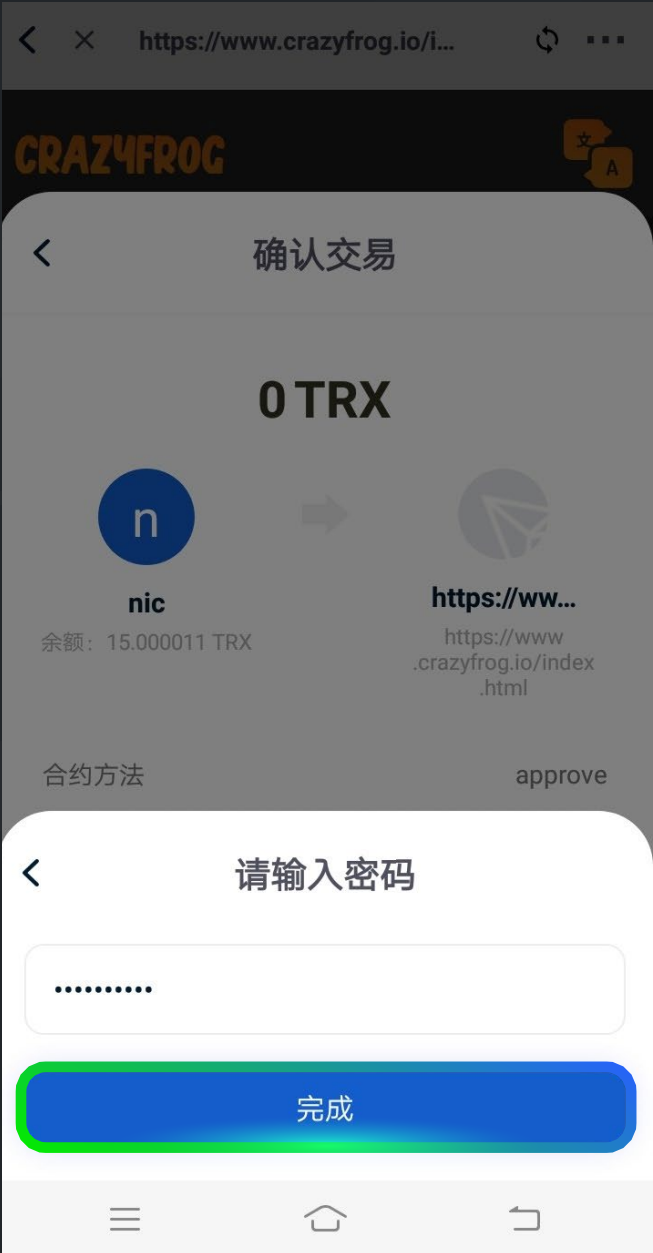 https://www.crazyfrog.io/i...
CRAZYFROG
文
A
确认交易
0 TRX
n
nic
https://ww...
余额：15.000011 TRX
https://www
.crazyfrog.io/index
.html
合约方法
approve
请输入密码
••••••••••
完成